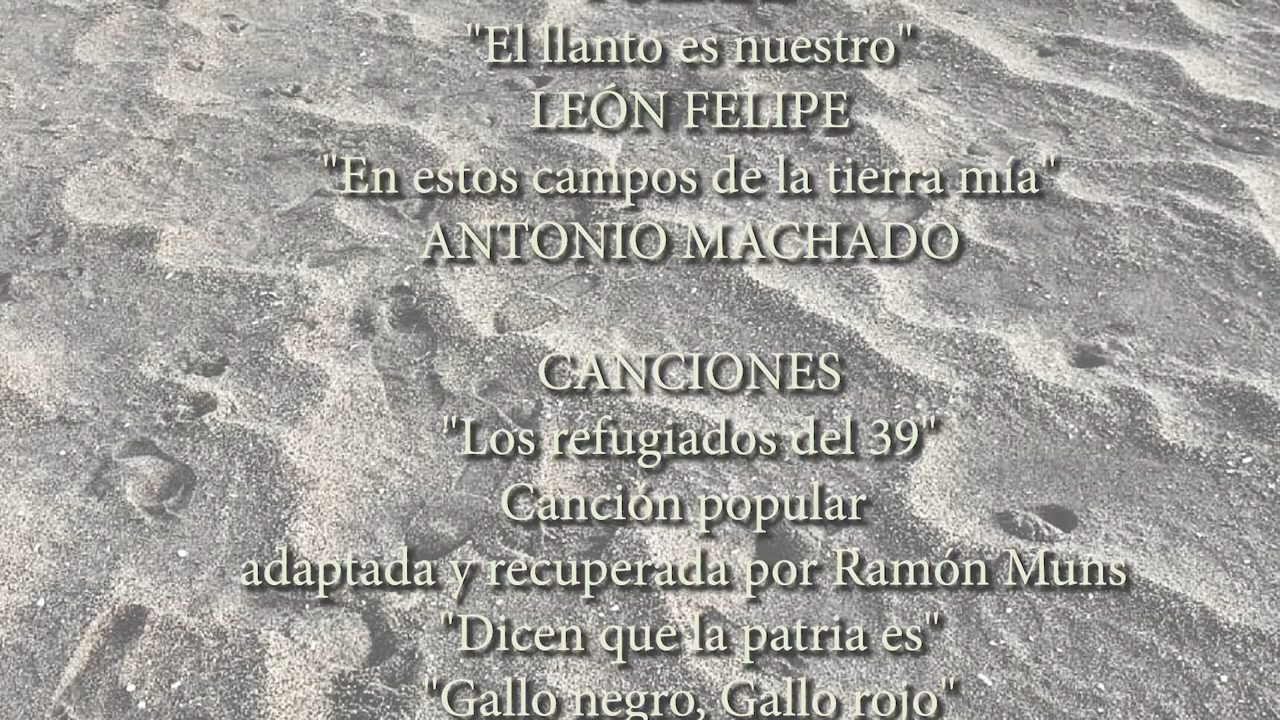 "El llanto es nuestro"
LEÓN FELIPE
"En estos campos de la tierra mía"
ANTONIO MACHADO
CANCIONES
"Los refugiados del 39"
Canción popular
adaptada y recuperada por Ramón Muns
"Dicen que la patria es"
"Gallo negro, Gallo rojo"